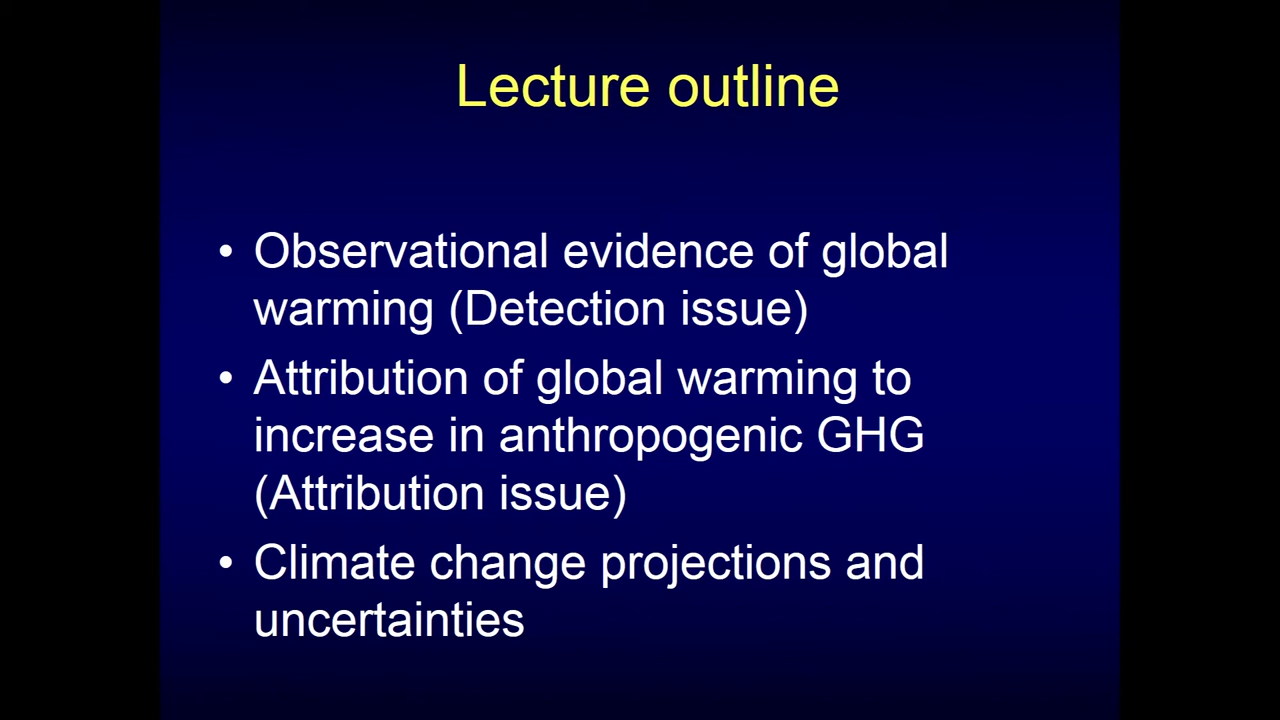 Lecture outline
• Observational evidence of global
warming (Detection issue)
• Attribution of global warming to
increase in anthropogenic GHG
(Attribution issue)
• Climate change projections and
uncertainties